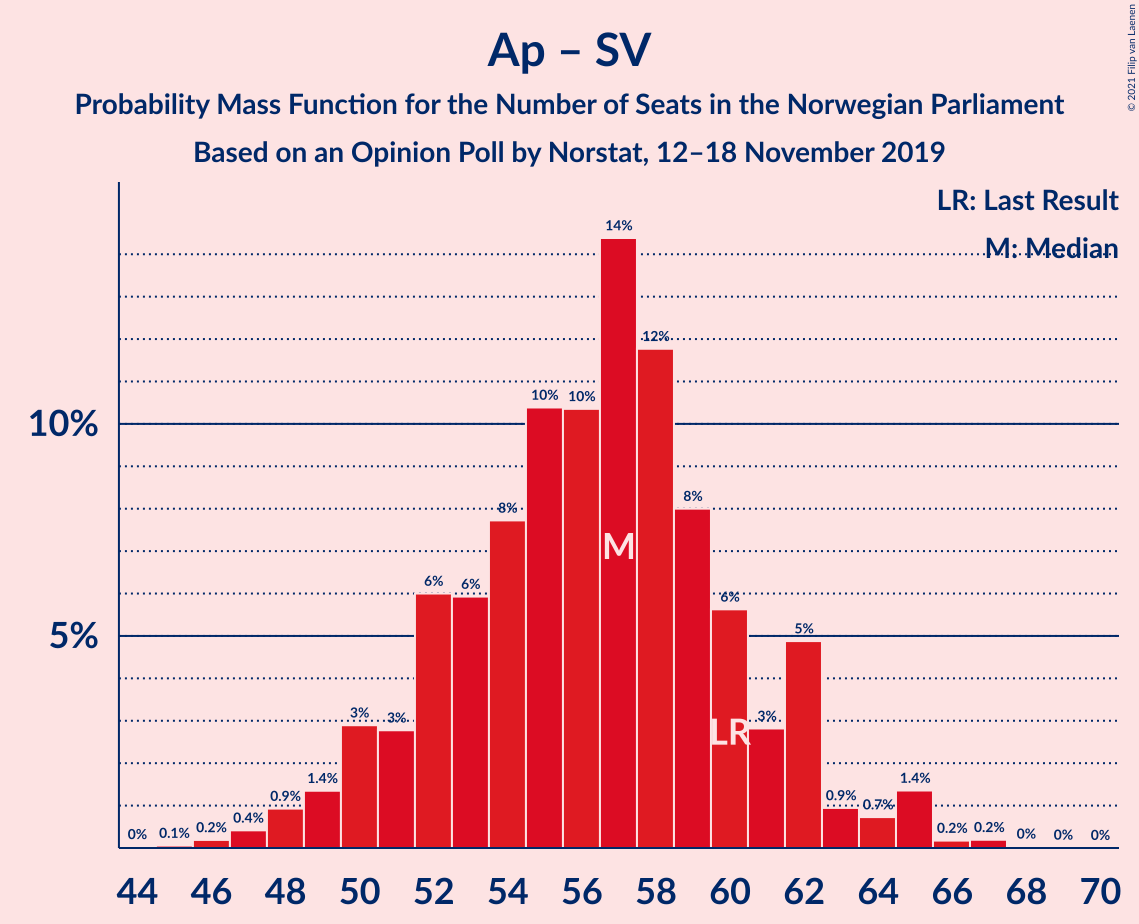 © 2021 Filip van Laenen
Ap – SV
Probability Mass Function for the Number of Seats in the Norwegian Parliament
Based on an Opinion Poll by Norstat, 12–18 November 2019
LR: Last Result
M: Median
10%
5%
0% 0.1% 0.2% 0.4% 0.9% 1.4% 3% 3% 6% 6% 8% 10% 10% 14% 12% 8% 6% 3% 5% 0.9% 0.7% 1.4% 0.2% 0.2% 0% 0% 0%
M
LR
44 46 48 50 52 54 56 58 60 62 64 66 68 70